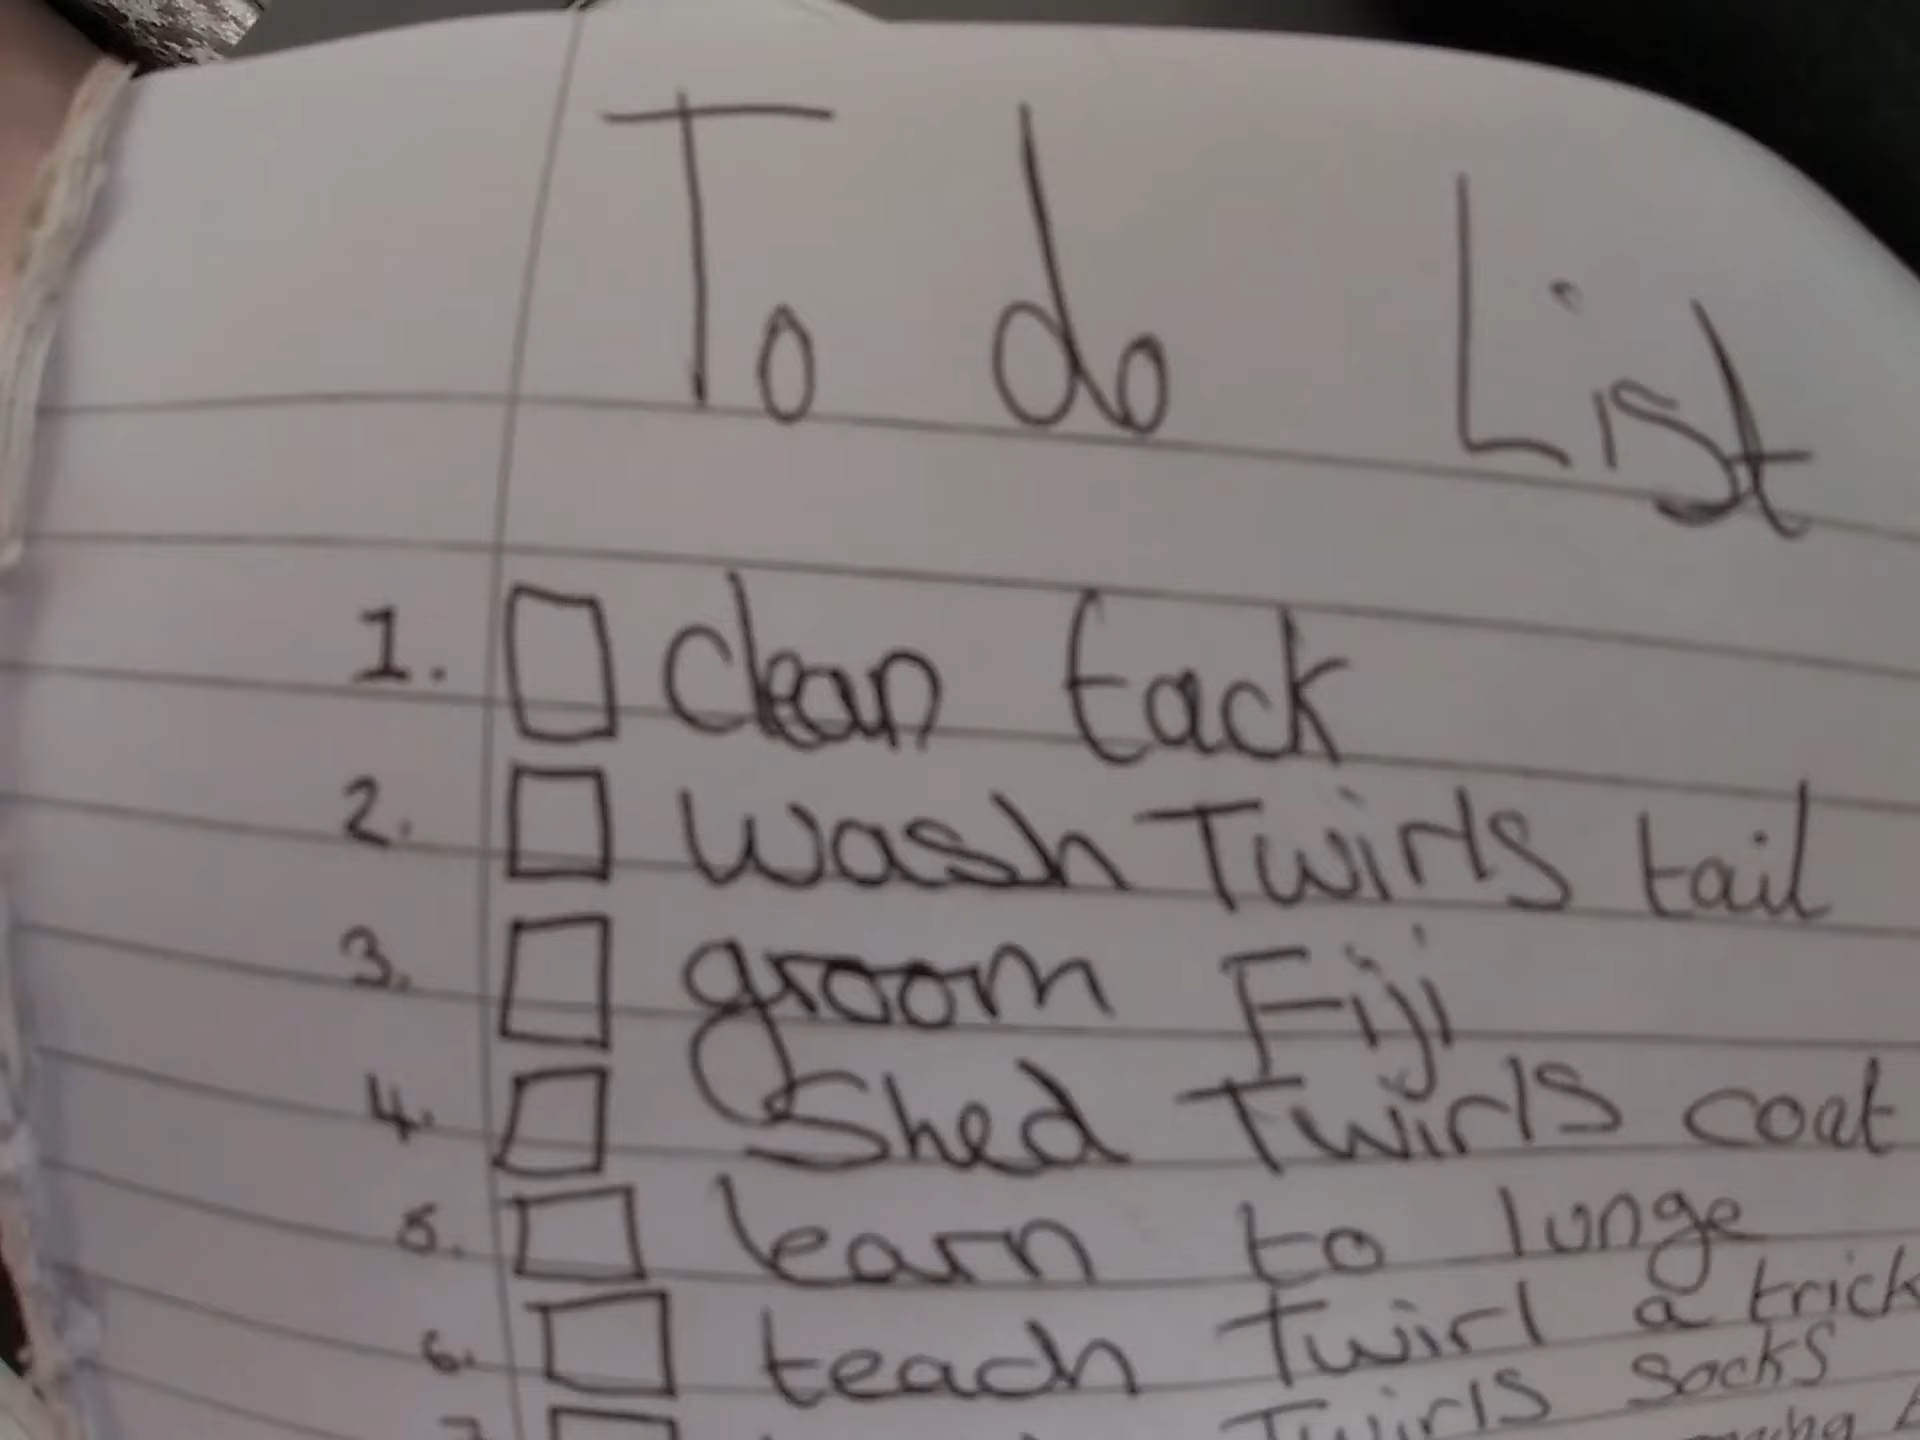 To do List
1. clean tack
2. wash Twirls tail
3. groom Fiji
4. Shed Twirls coat
5. learn to lunge
6. teach Twirl a trick
7. Twirls socks